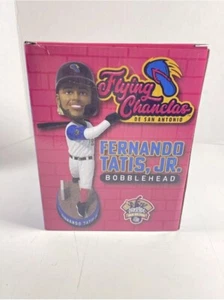 Flying
Chanclas
DE SAN ANTONIO
FERNANDO
TATIS, JR.
BOBBLEHEAD